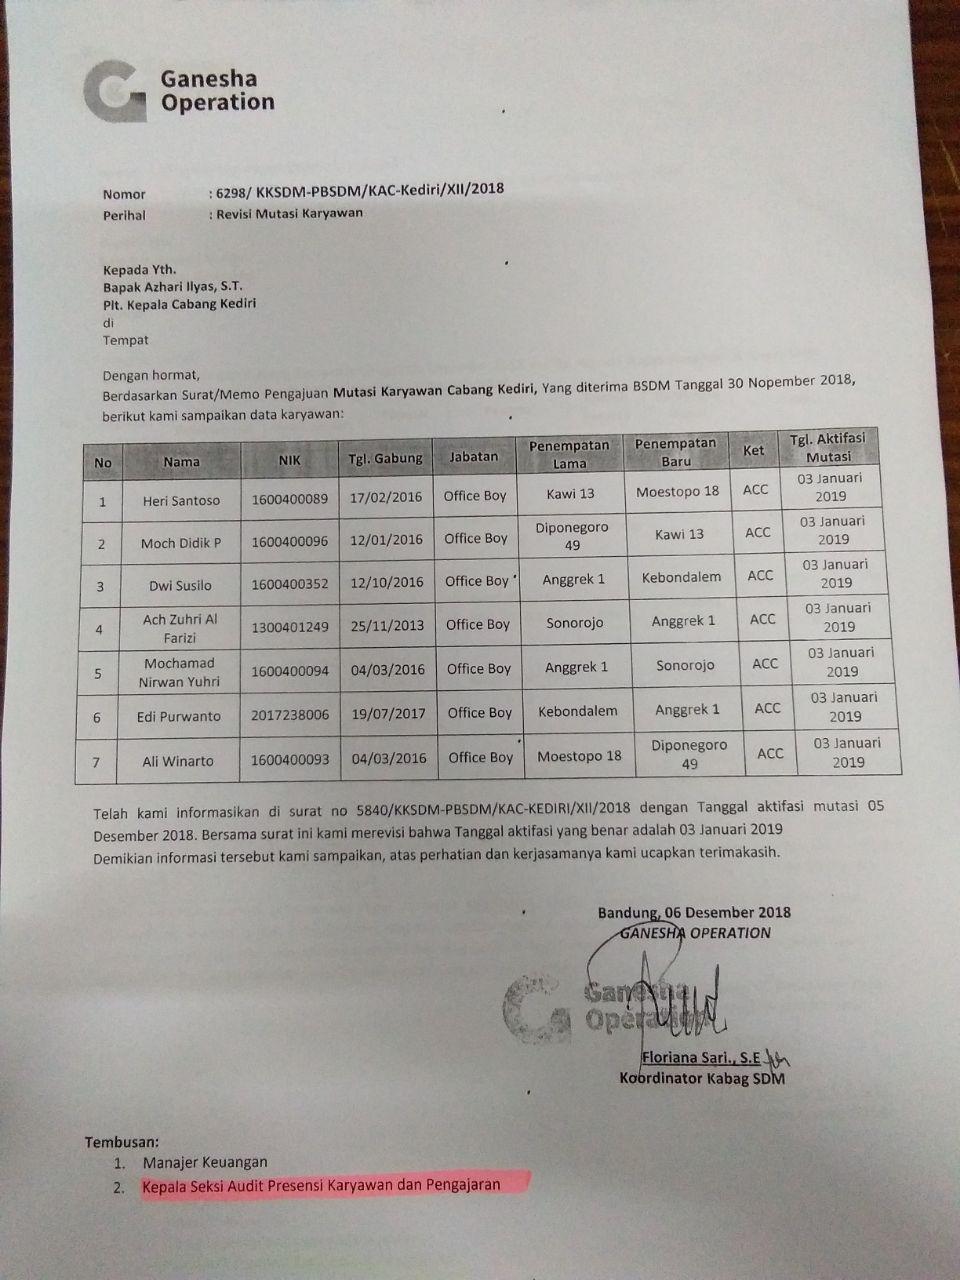 Ganesha
Operation
Nomor : 6298/ KKSDM-PBSDM/KAC-Kediri/XII/2018
Perihal : Revisi Mutasi Karyawan
Kepada Yth.
Bapak Azhari Ilyas, S.T.
Plt. Kepala Cabang Kediri
di
Tempat
Dengan hormat,
Berdasarkan Surat/Memo Pengajuan Mutasi Karyawan Cabang Kediri, Yang diterima BSDM Tanggal 30 Nopember 2018,
berikut kami sampaikan data karyawan:
No Nama NIK Tgl. Gabung Jabatan Penempatan Lama Penempatan Baru Ket Tgl. Aktifasi Mutasi
1 Heri Santoso 1600400089 17/02/2016 Office Boy Kawi 13 Moestopo 18 ACC 03 Januari 2019
2 Moch Didik P 1600400096 12/01/2016 Office Boy Diponegoro 49 Kawi 13 ACC 03 Januari 2019
3 Dwi Susilo 1600400352 12/10/2016 Office Boy Anggrek 1 Kebondalem ACC 03 Januari 2019
4 Ach Zuhri Al Farizi 1300401249 25/11/2013 Office Boy Sonorojo Anggrek 1 ACC 03 Januari 2019
5 Mochamad Nirwan Yuhri 1600400094 04/03/2016 Office Boy Anggrek 1 Sonorojo ACC 03 Januari 2019
6 Edi Purwanto 2017238006 19/07/2017 Office Boy Kebondalem Anggrek 1 ACC 03 Januari 2019
7 Ali Winarto 1600400093 04/03/2016 Office Boy Moestopo 18 Diponegoro 49 ACC 03 Januari 2019
Telah kami informasikan di surat no 5840/KKSDM-PBSDM/KAC-KEDIRI/XII/2018 dengan Tanggal aktifasi mutasi 05
Desember 2018. Bersama surat ini kami merevisi bahwa Tanggal aktifasi yang benar adalah 03 Januari 2019
Demikian informasi tersebut kami sampaikan, atas perhatian dan kerjasamanya kami ucapkan terimakasih.
Bandung, 06 Desember 2018
GANESHA OPERATION
Ganesha
Operation
Floriana Sari., S.E
Koordinator Kabag SDM
Tembusan:
1. Manajer Keuangan
2. Kepala Seksi Audit Presensi Karyawan dan Pengajaran